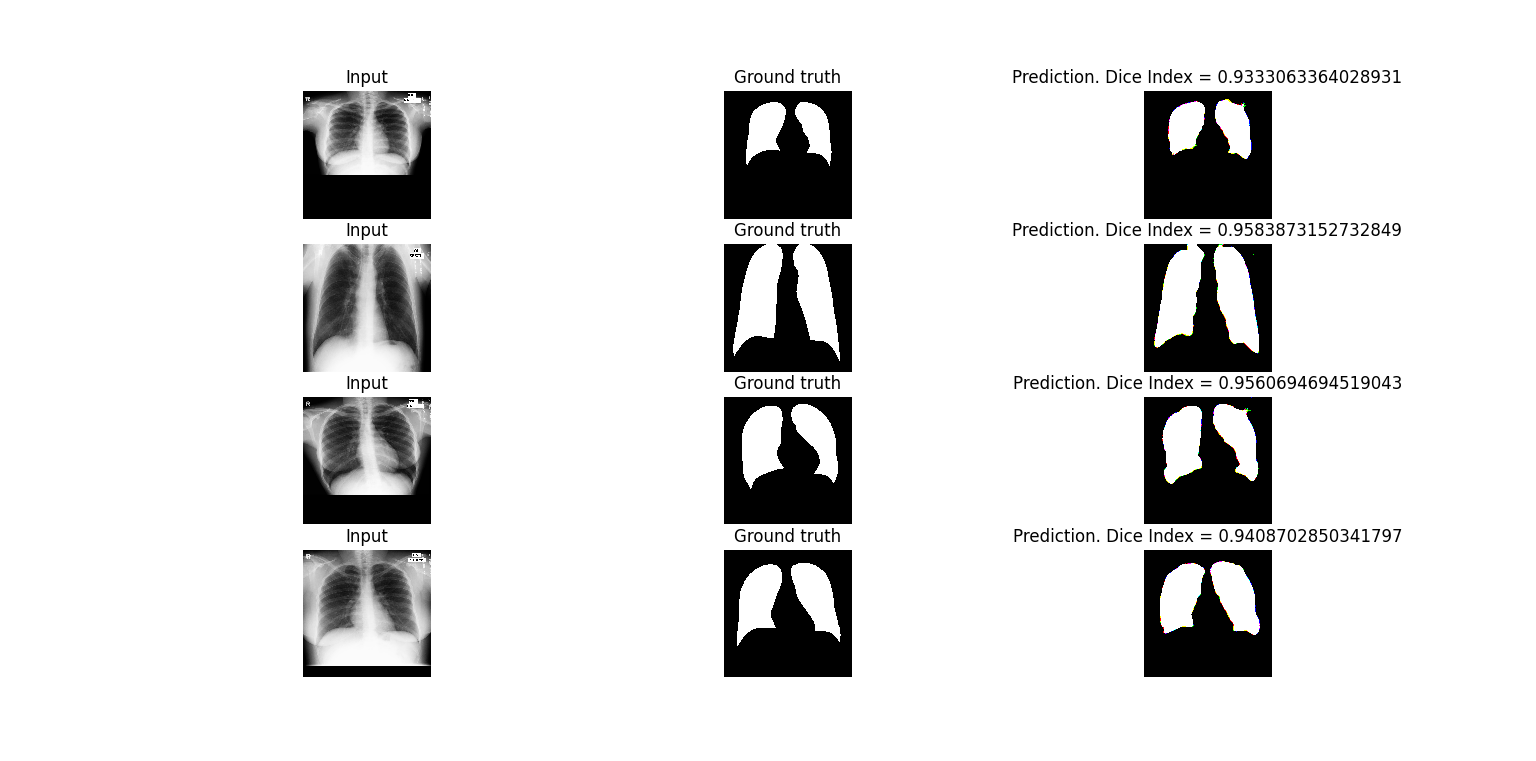 Input Ground truth Prediction. Dice Index = 0.9333063364028931
R
Input Ground truth Prediction. Dice Index = 0.9583873152732849
Input Ground truth Prediction. Dice Index = 0.9560694694519043
R
Input Ground truth Prediction. Dice Index = 0.9408702850341797